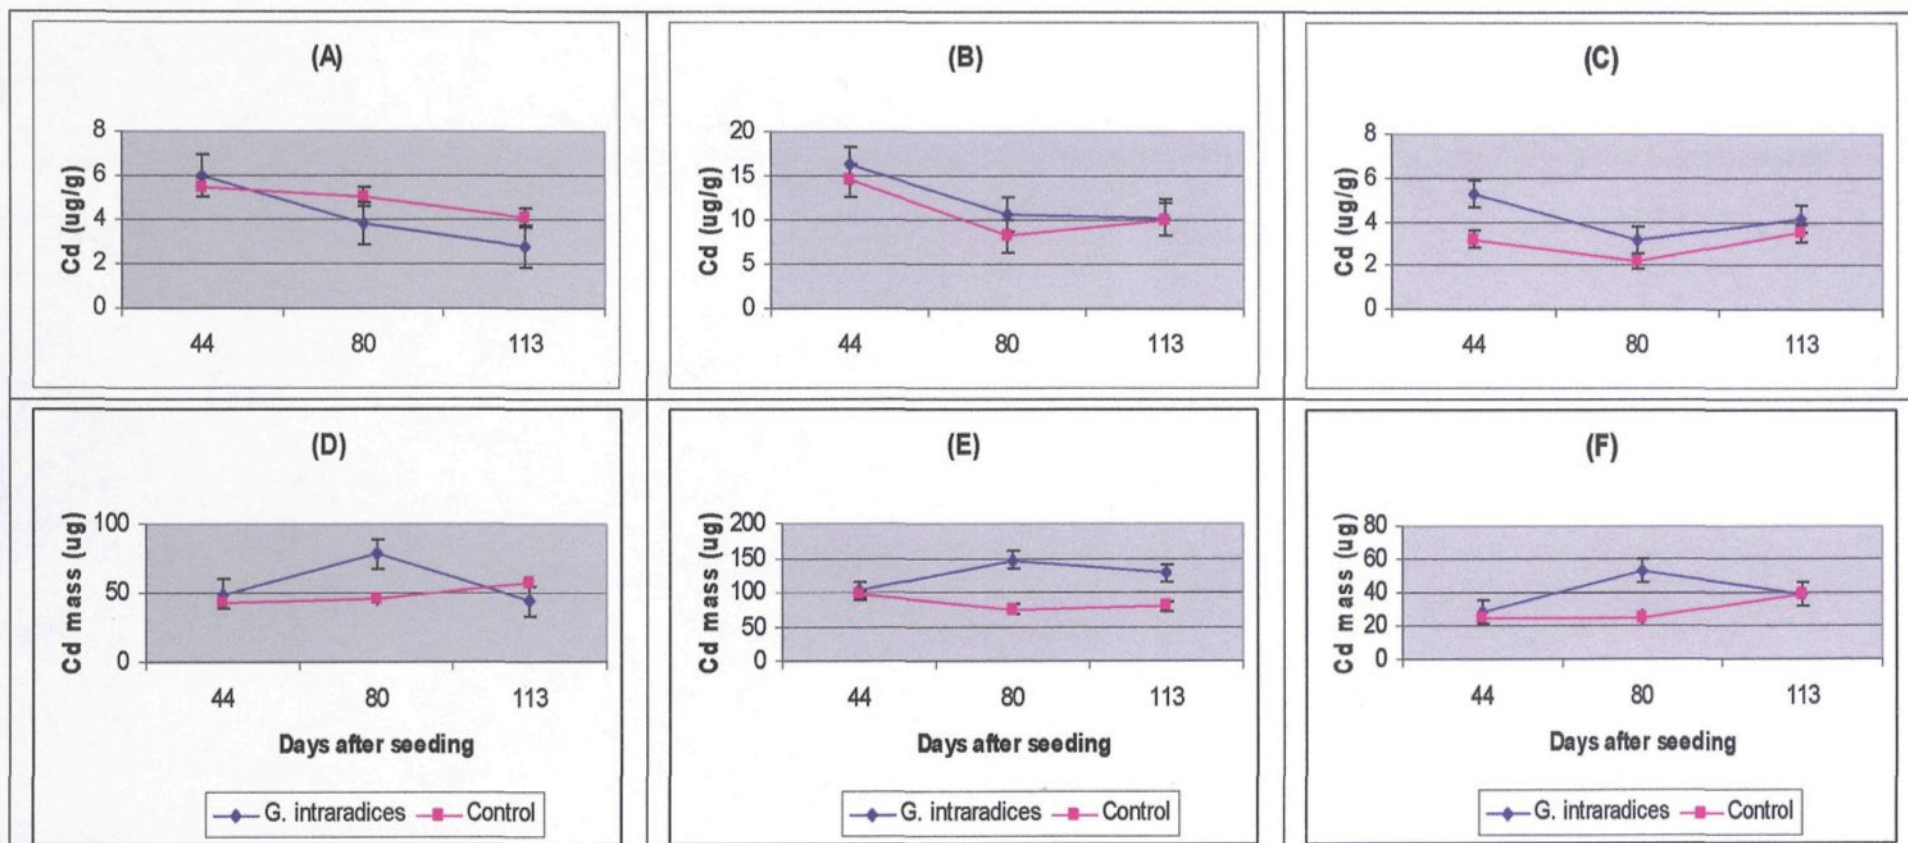 (A)
Cd (ug/g)
8
6
4
2
0
44 80 113
(B)
Cd (ug/g)
20
15
10
5
0
44 80 113
(C)
Cd (ug/g)
8
6
4
2
0
44 80 113
(D)
Cd mass (ug)
100
50
0
44 80 113
Days after seeding
G. intraradices Control
(E)
Cd mass (ug)
200
150
100
50
0
44 80 113
Days after seeding
G. intraradices Control
(F)
Cd mass (ug)
80
60
40
20
0
44 80 113
Days after seeding
G. intraradices Control